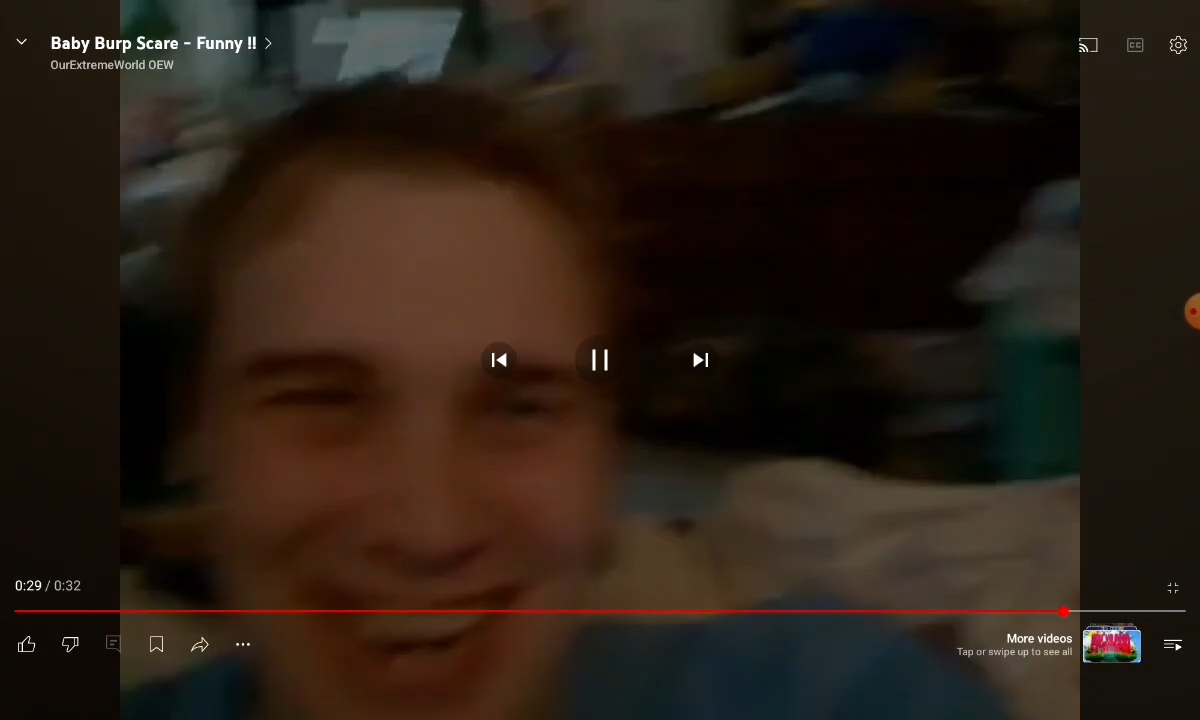 Baby Burp Scare - Funny !!
OurExtremeWorld OEW
CC
0:29 / 0:32
More videos
Tap or swipe up to see all